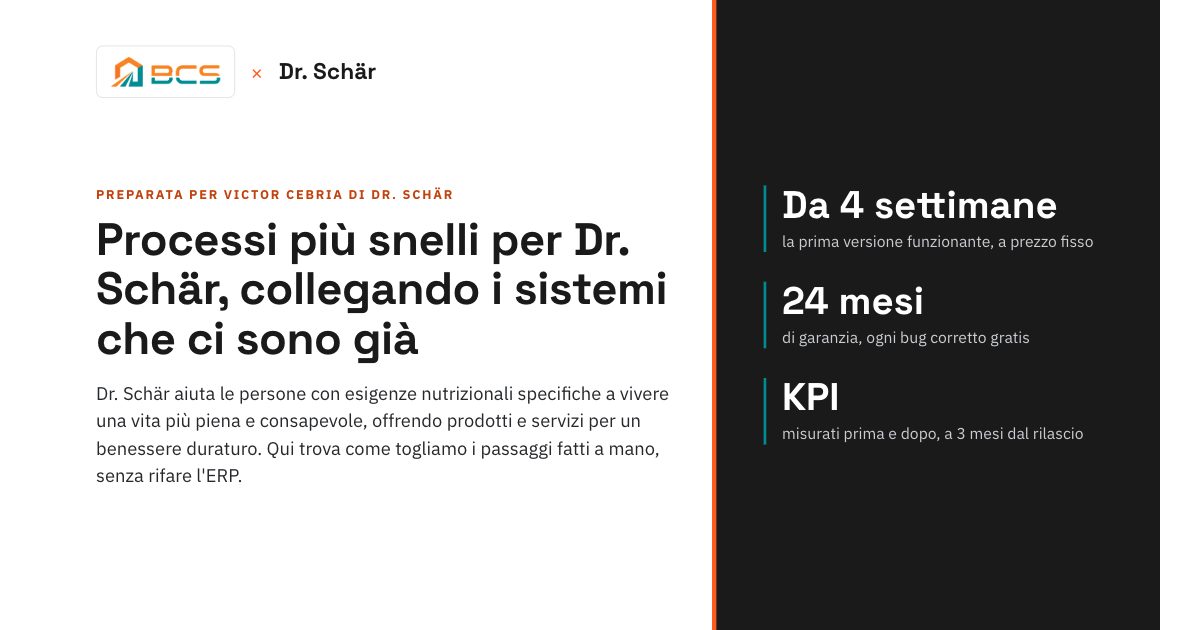 BCS × Dr. Schär
PREPARATA PER VICTOR CEBRIA DI DR. SCHÄR
Processi più snelli per Dr.
Schär, collegando i sistemi
che ci sono già
Dr. Schär aiuta le persone con esigenze nutrizionali specifiche a vivere
una vita più piena e consapevole, offrendo prodotti e servizi per un
benessere duraturo. Qui trova come togliamo i passaggi fatti a mano,
senza rifare l'ERP.
Da 4 settimane
la prima versione funzionante, a prezzo fisso
24 mesi
di garanzia, ogni bug corretto gratis
KPI
misurati prima e dopo, a 3 mesi dal rilascio